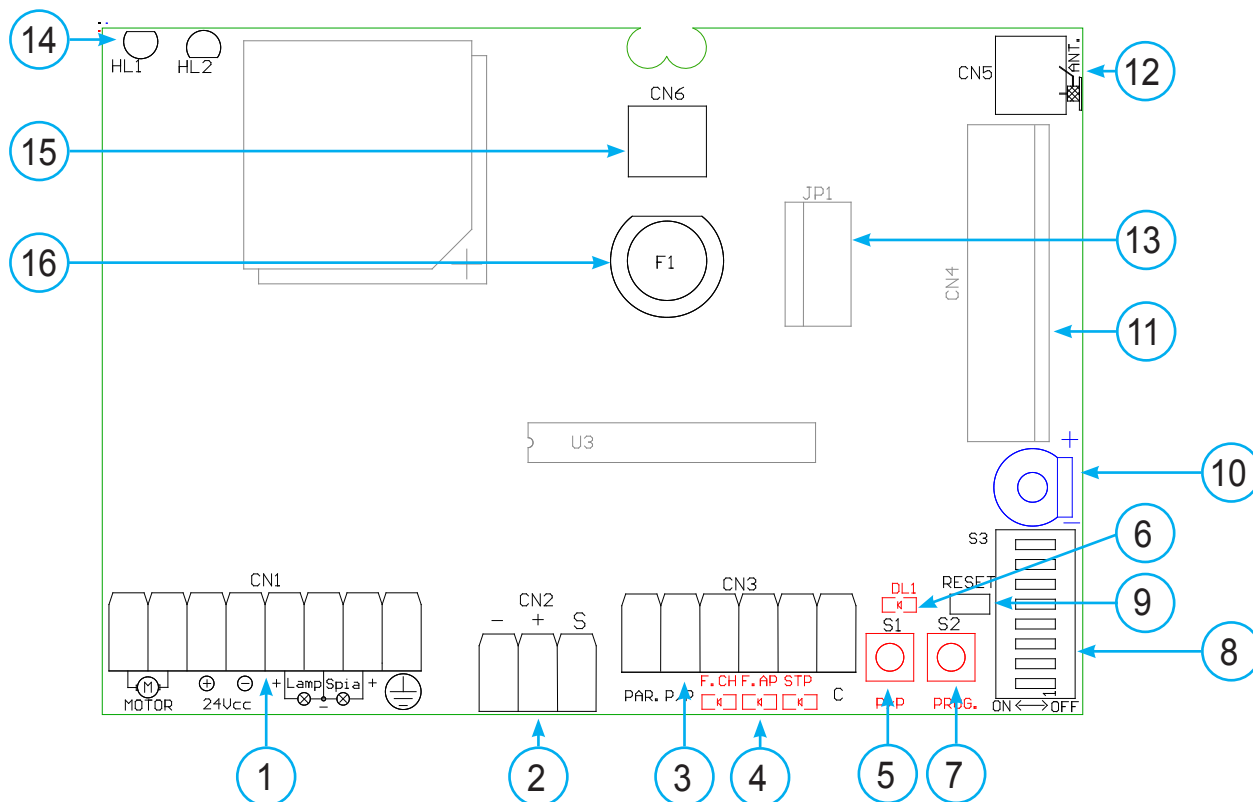 14
HL1
HL2
CN6
CN5
ANT.
12
15
JP1
13
16
F1
CN4
11
U3
+
10
-
S3
6
CN1
CN2
CN3
DL1
RESET
9
- + S
S1
S2
8
M
MOTOR
+ -
24Vcc
+ Lamp Spia +
-
PAR. P/P
F.CH F.AP STP
C
P/P
PROG.
1
ON OFF
1
2
3
4
5
7